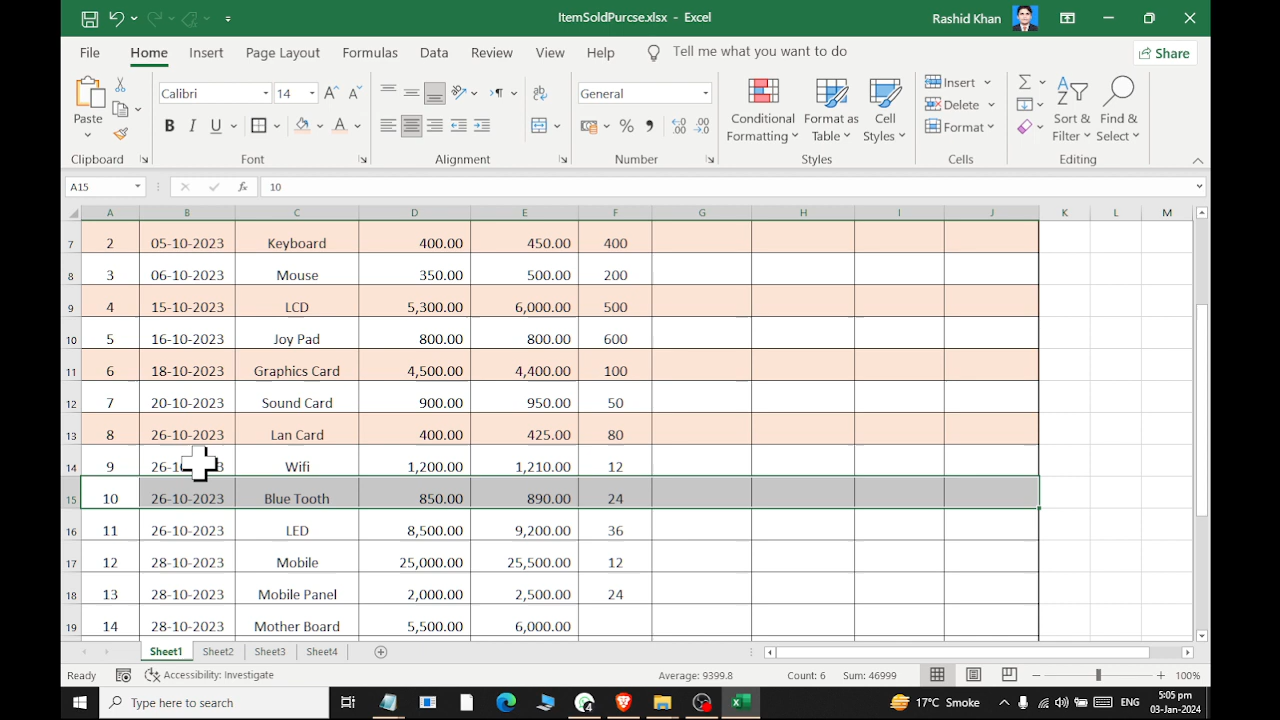 ItemSoldPurcse.xlsx - Excel
Rashid Khan
File Home Insert Page Layout Formulas Data Review View Help Tell me what you want to do Share
Paste
Clipboard
Calibri 14
B I U A
Font
ab
Alignment
General
% ,
Number
Conditional Formatting
Format as Table
Cell Styles
Styles
Insert
Delete
Format
Cells
Sort & Filter
Find & Select
Editing
A15 fx 10
A B C D E F G H I J K L M
7 2 05-10-2023 Keyboard 400.00 450.00 400
8 3 06-10-2023 Mouse 350.00 500.00 200
9 4 15-10-2023 LCD 5,300.00 6,000.00 500
10 5 16-10-2023 Joy Pad 800.00 800.00 600
11 6 18-10-2023 Graphics Card 4,500.00 4,400.00 100
12 7 20-10-2023 Sound Card 900.00 950.00 50
13 8 26-10-2023 Lan Card 400.00 425.00 80
14 9 Wifi 1,200.00 1,210.00 12
15 10 26-10-2023 Blue Tooth 850.00 890.00 24
16 11 26-10-2023 LED 8,500.00 9,200.00 36
17 12 28-10-2023 Mobile 25,000.00 25,500.00 12
18 13 28-10-2023 Mobile Panel 2,000.00 2,500.00 24
19 14 28-10-2023 Mother Board 5,500.00 6,000.00
Sheet1 Sheet2 Sheet3 Sheet4
Ready Accessibility: Investigate Average: 9399.8 Count: 6 Sum: 46999 100%
Type here to search
17°C Smoke
ENG
5:05 pm
03-Jan-2024